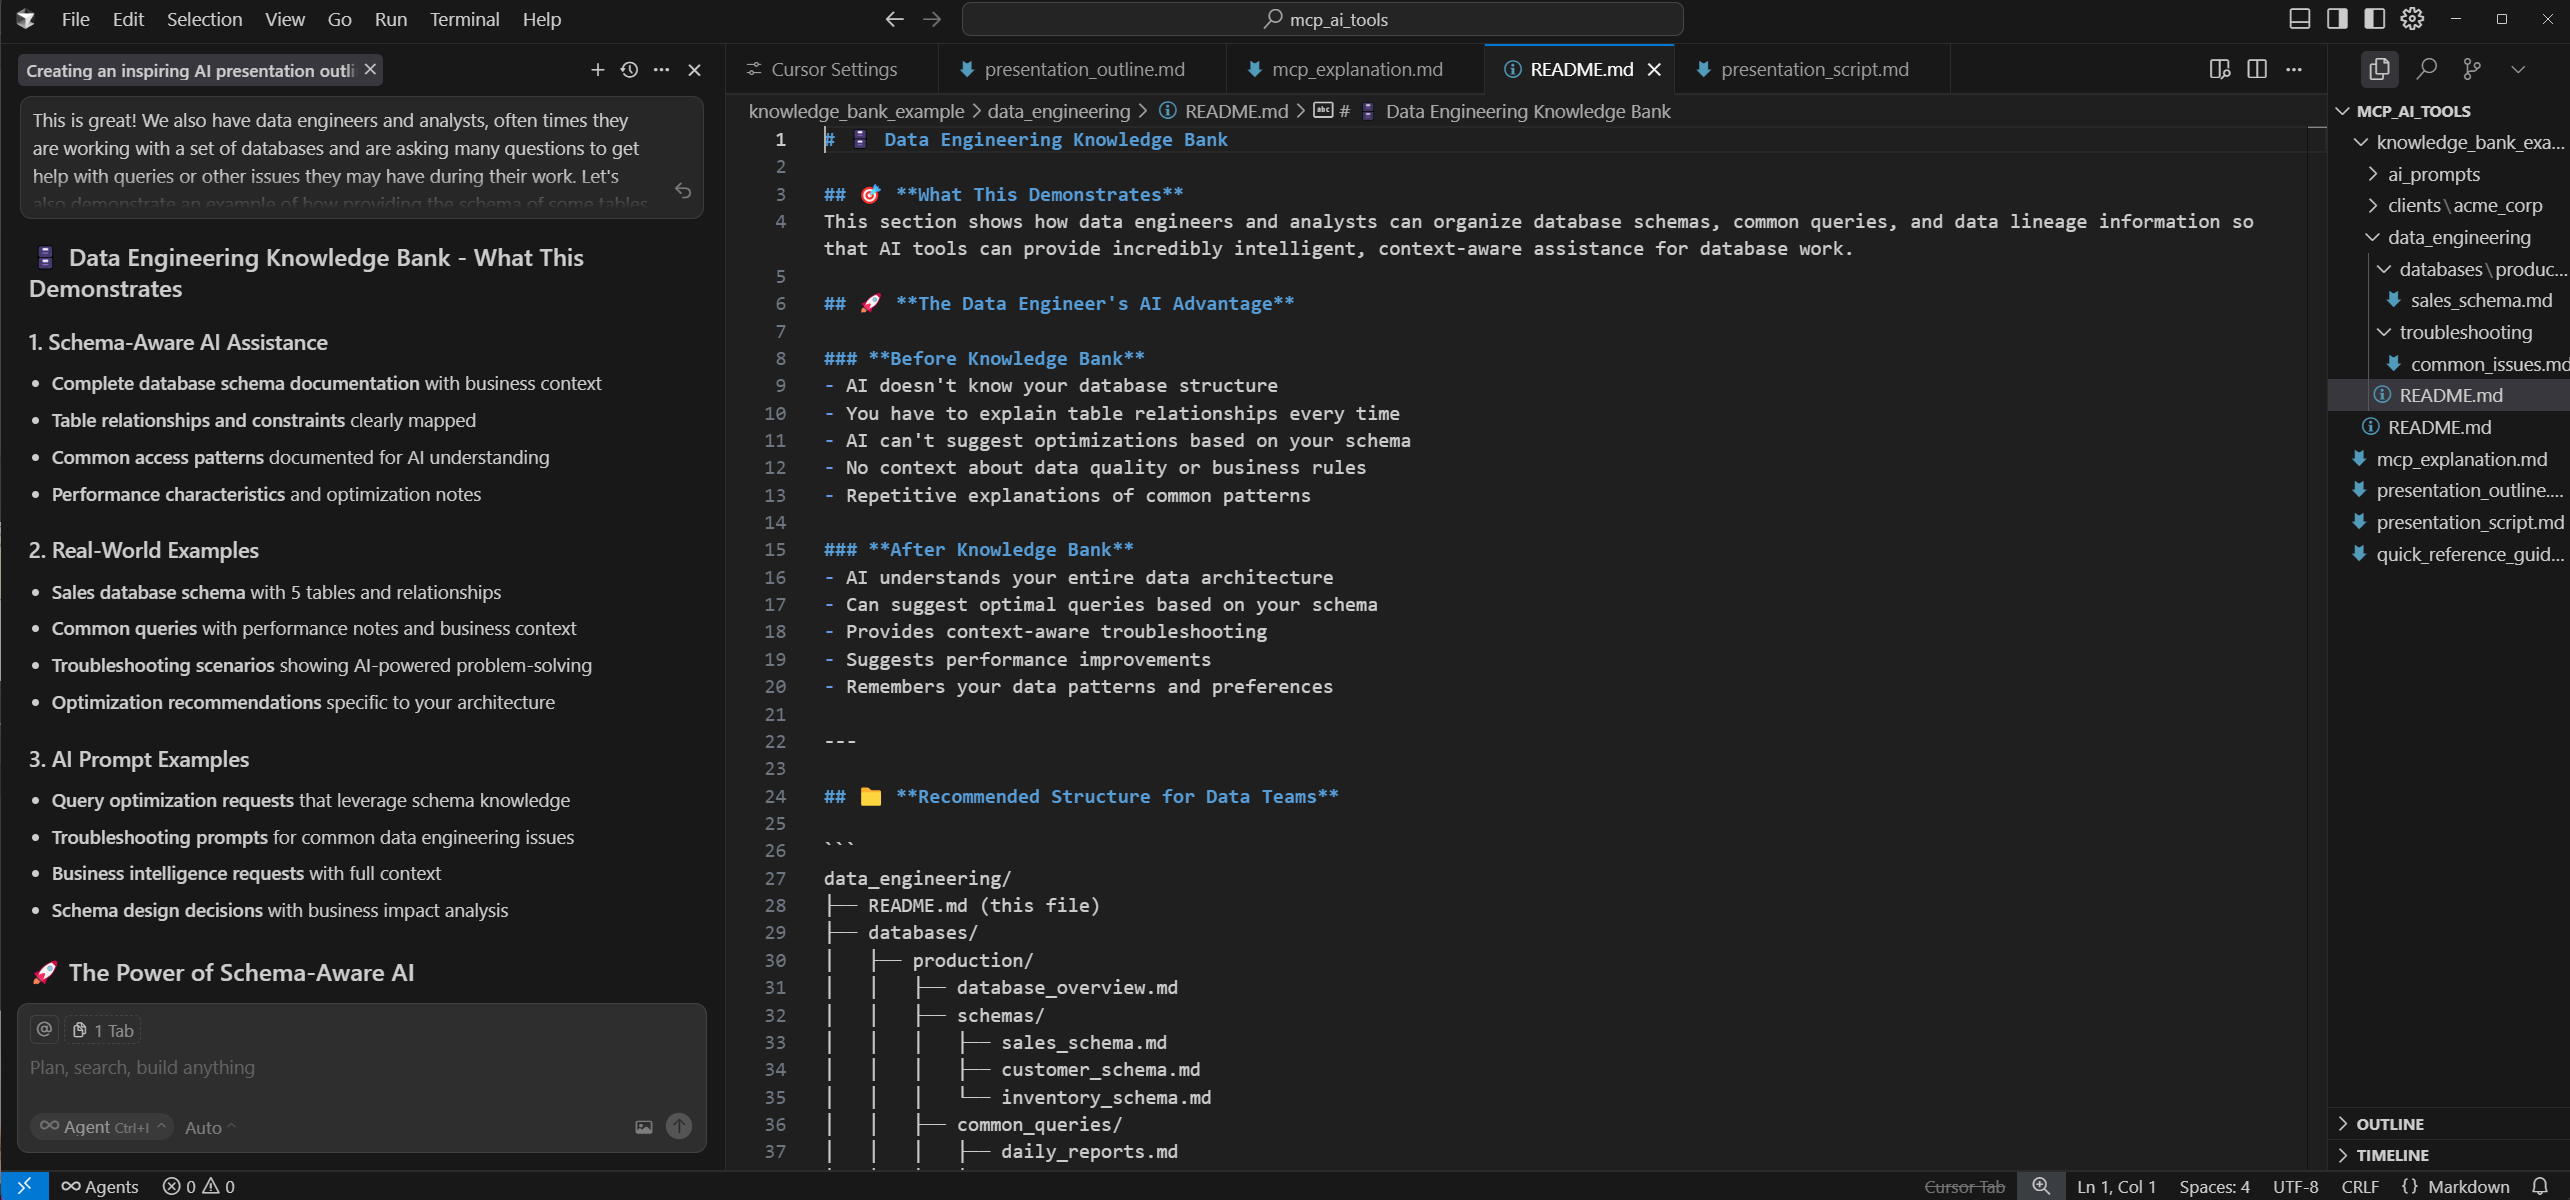 File Edit Selection View Go Run Terminal Help
mcp_ai_tools
Creating an inspiring AI presentation outli
This is great! We also have data engineers and analysts, often times they
are working with a set of databases and are asking many questions to get
help with queries or other issues they may have during their work. Let's
also demonstrate an example of how providing the schema of some tables
Data Engineering Knowledge Bank - What This
Demonstrates
1. Schema-Aware AI Assistance
• Complete database schema documentation with business context
• Table relationships and constraints clearly mapped
• Common access patterns documented for AI understanding
• Performance characteristics and optimization notes
2. Real-World Examples
• Sales database schema with 5 tables and relationships
• Common queries with performance notes and business context
• Troubleshooting scenarios showing AI-powered problem-solving
• Optimization recommendations specific to your architecture
3. AI Prompt Examples
• Query optimization requests that leverage schema knowledge
• Troubleshooting prompts for common data engineering issues
• Business intelligence requests with full context
• Schema design decisions with business impact analysis
🚀 The Power of Schema-Aware AI
@ 1 Tab
Plan, search, build anything
∞ Agent Ctrl+I Auto
Cursor Settings presentation_outline.md mcp_explanation.md README.md presentation_script.md
knowledge_bank_example > data_engineering > README.md > abc # Data Engineering Knowledge Bank
1 # 🗄️ Data Engineering Knowledge Bank
2
3 ## 🎯 **What This Demonstrates**
4 This section shows how data engineers and analysts can organize database schemas, common queries, and data lineage information so
that AI tools can provide incredibly intelligent, context-aware assistance for database work.
5
6 ## 🚀 **The Data Engineer's AI Advantage**
7
8 ### **Before Knowledge Bank**
9 - AI doesn't know your database structure
10 - You have to explain table relationships every time
11 - AI can't suggest optimizations based on your schema
12 - No context about data quality or business rules
13 - Repetitive explanations of common patterns
14
15 ### **After Knowledge Bank**
16 - AI understands your entire data architecture
17 - Can suggest optimal queries based on your schema
18 - Provides context-aware troubleshooting
19 - Suggests performance improvements
20 - Remembers your data patterns and preferences
21
22 ---
23
24 ## 📁 **Recommended Structure for Data Teams**
25
26 ```
27 data_engineering/
28 ├── README.md (this file)
29 ├── databases/
30 │   ├── production/
31 │   │   ├── database_overview.md
32 │   │   ├── schemas/
33 │   │   │   ├── sales_schema.md
34 │   │   │   ├── customer_schema.md
35 │   │   │   └── inventory_schema.md
36 │   │   ├── common_queries/
37 │   │   │   ├── daily_reports.md
MCP_AI_TOOLS
knowledge_bank_exa...
ai_prompts
clients\acme_corp
data_engineering
databases\produc...
sales_schema.md
troubleshooting
common_issues.md
README.md
README.md
mcp_explanation.md
presentation_outline....
presentation_script.md
quick_reference_guid...
OUTLINE
TIMELINE
∞ Agents 0 0
Cursor Tab Ln 1, Col 1 Spaces: 4 UTF-8 CRLF {} Markdown